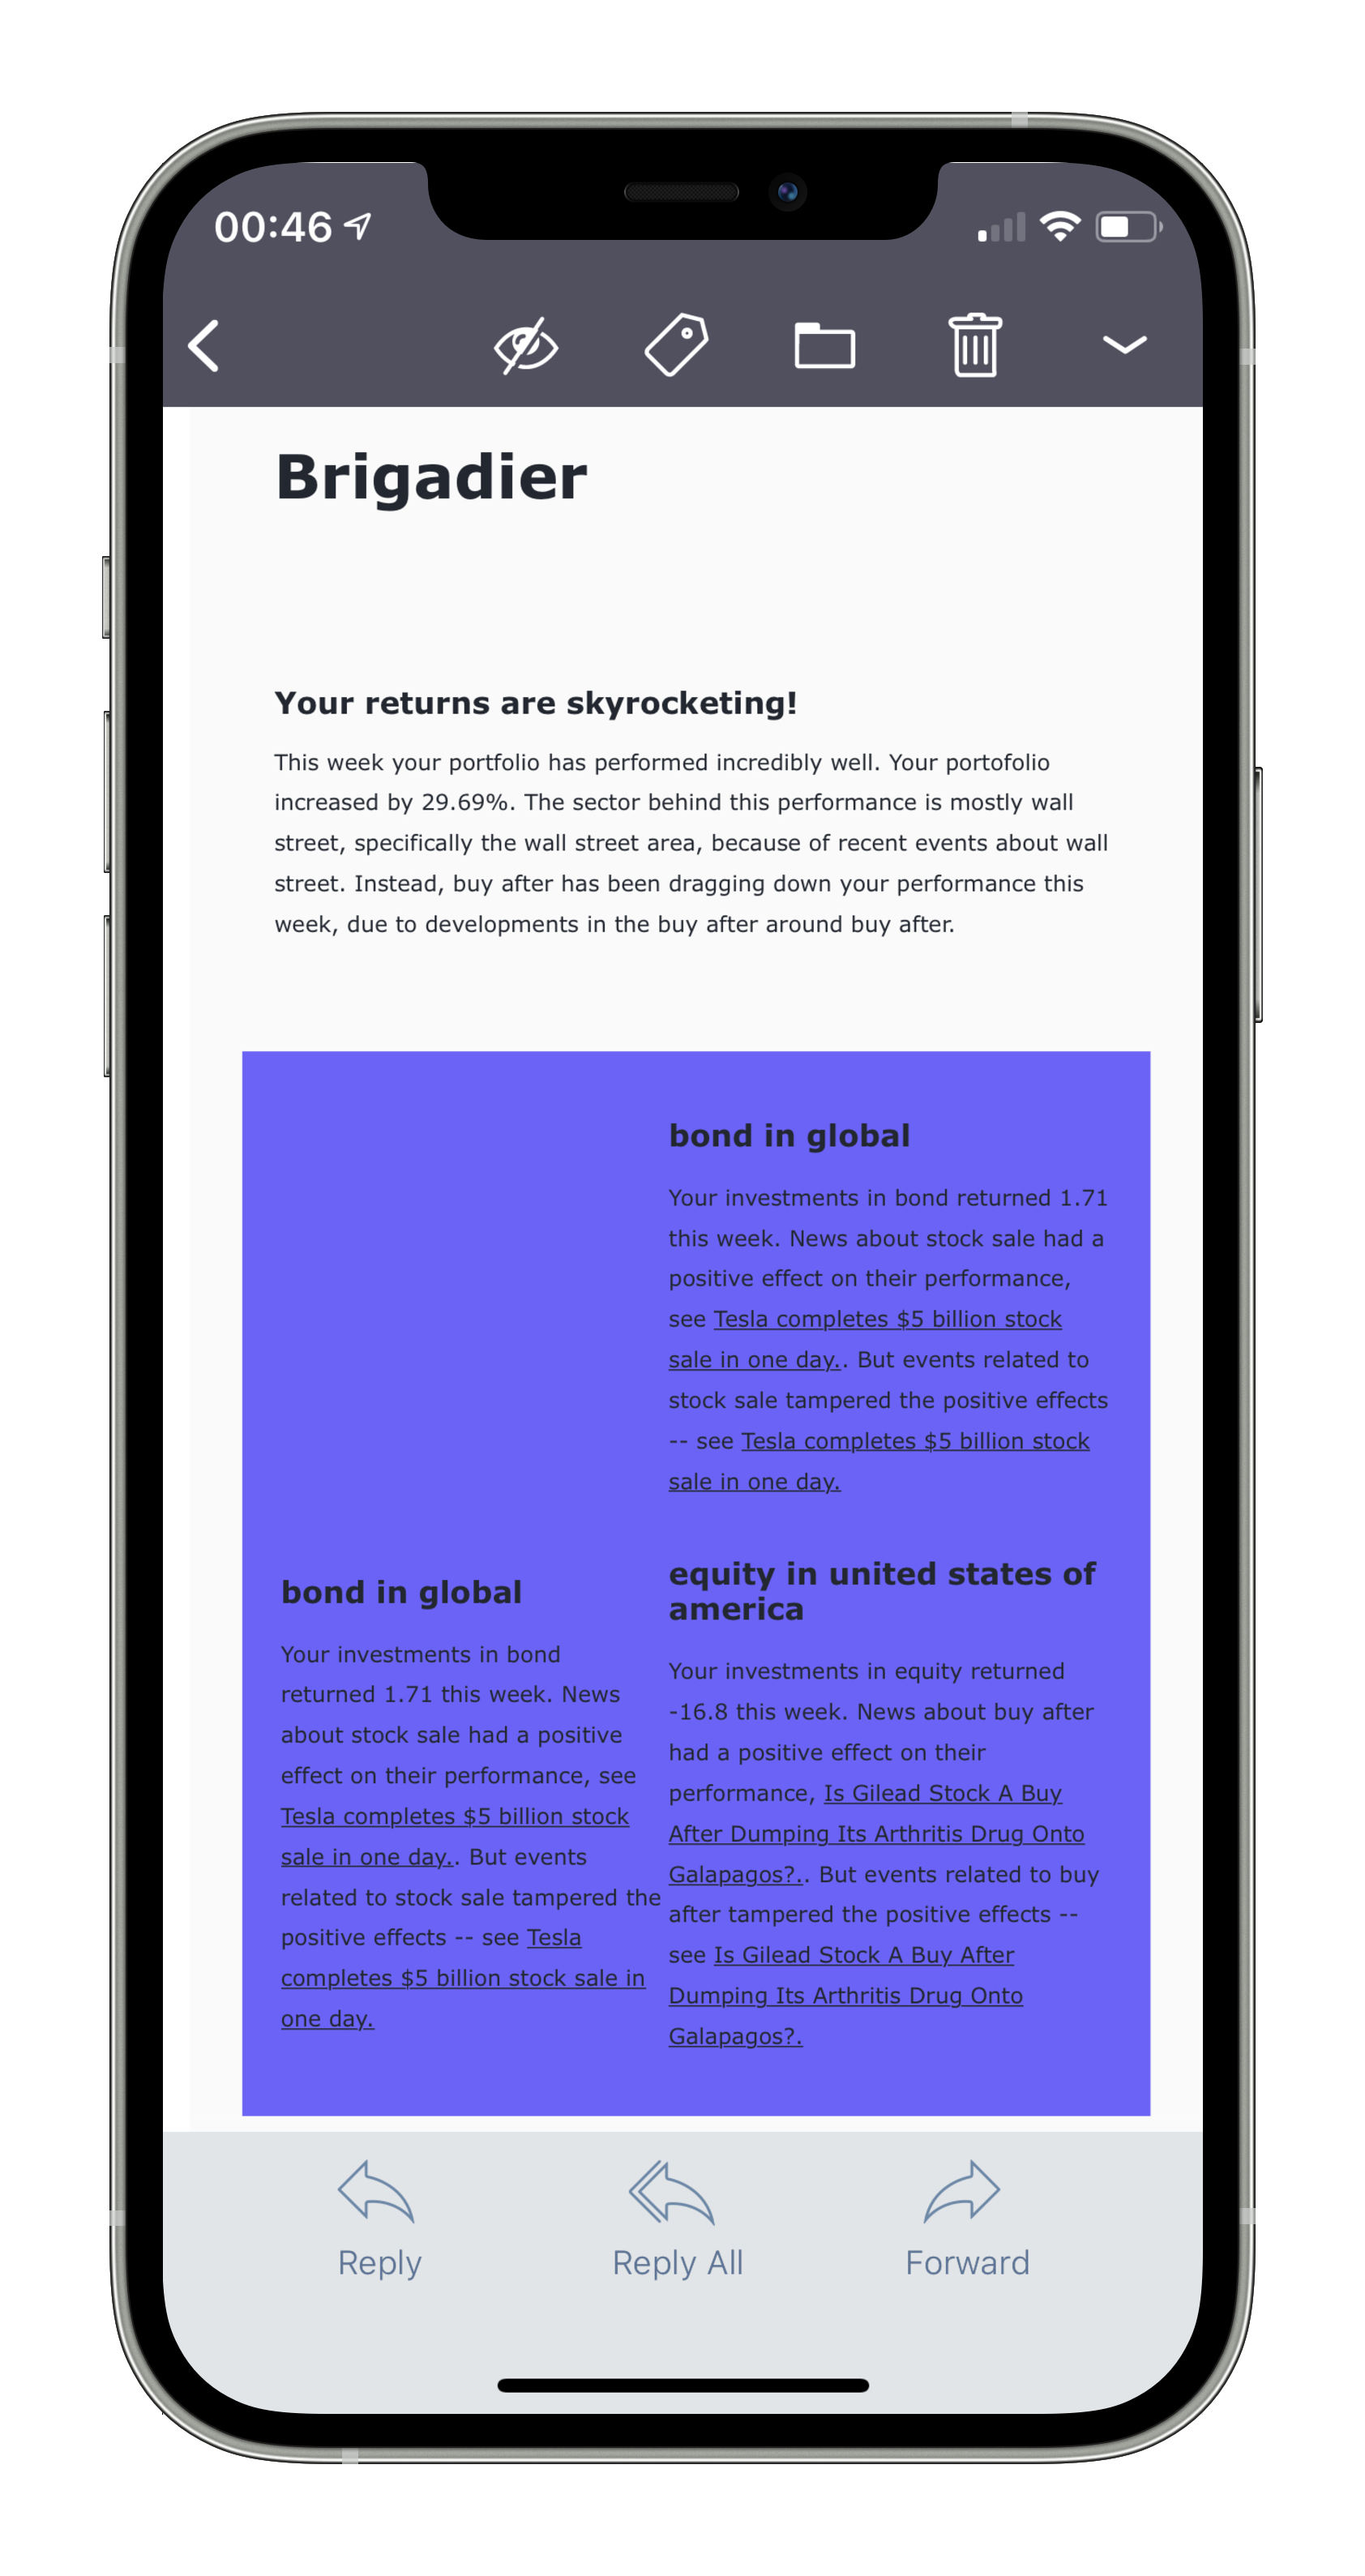 00:46
Brigadier
Your returns are skyrocketing!
This week your portfolio has performed incredibly well. Your portofolio
increased by 29.69%. The sector behind this performance is mostly wall
street, specifically the wall street area, because of recent events about wall
street. Instead, buy after has been dragging down your performance this
week, due to developments in the buy after around buy after.
bond in global
Your investments in bond returned 1.71
this week. News about stock sale had a
positive effect on their performance,
see Tesla completes $5 billion stock
sale in one day.. But events related to
stock sale tampered the positive effects
-- see Tesla completes $5 billion stock
sale in one day.
bond in global
Your investments in bond
returned 1.71 this week. News
about stock sale had a positive
effect on their performance, see
Tesla completes $5 billion stock
sale in one day.. But events
related to stock sale tampered the
positive effects -- see Tesla
completes $5 billion stock sale in
one day.
equity in united states of
america
Your investments in equity returned
-16.8 this week. News about buy after
had a positive effect on their
performance, Is Gilead Stock A Buy
After Dumping Its Arthritis Drug Onto
Galapagos?.. But events related to buy
after tampered the positive effects --
see Is Gilead Stock A Buy After
Dumping Its Arthritis Drug Onto
Galapagos?.
Reply
Reply All
Forward